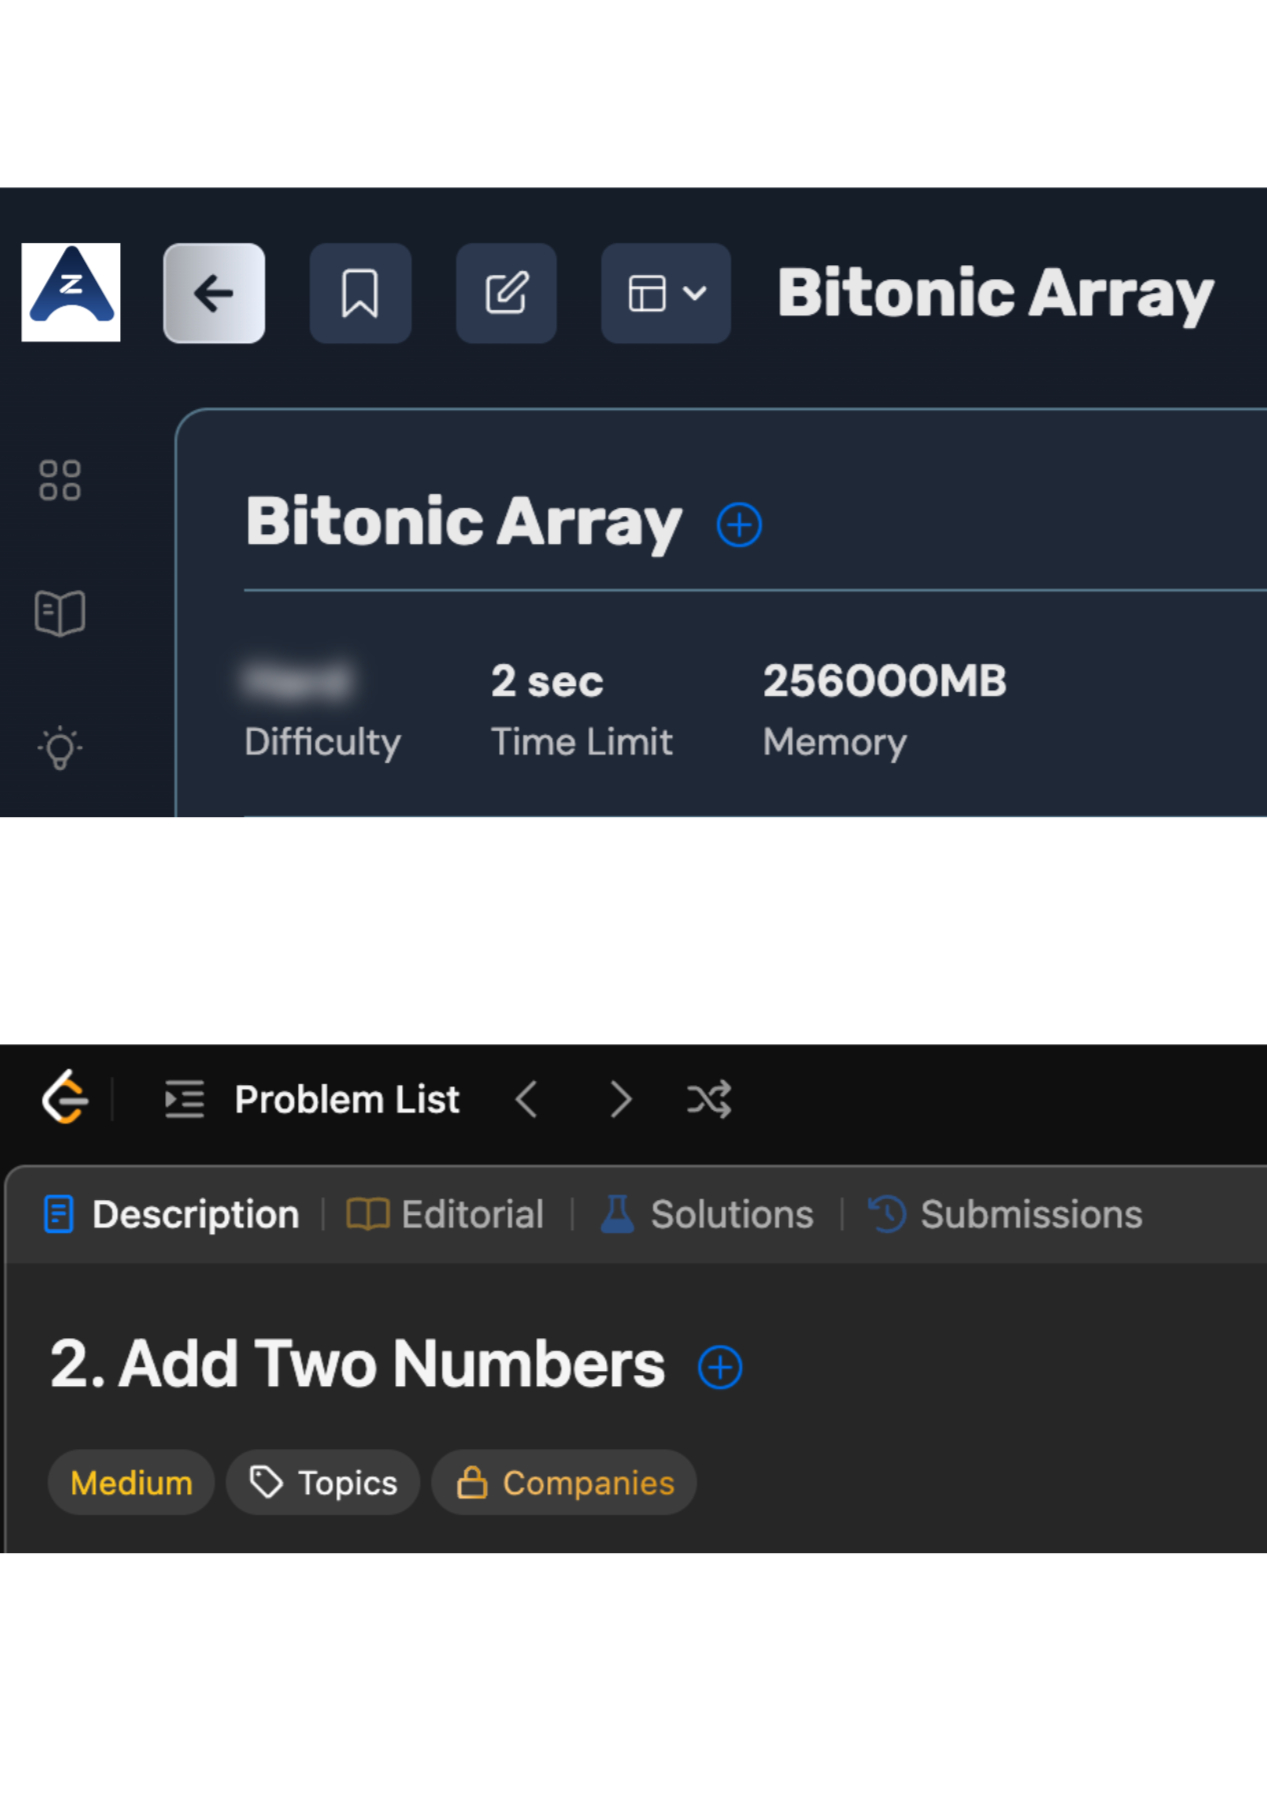 Z
Bitonic Array
Bitonic Array
2 sec 256000MB
Difficulty Time Limit Memory
Problem List
Description Editorial Solutions Submissions
2. Add Two Numbers
Medium Topics Companies